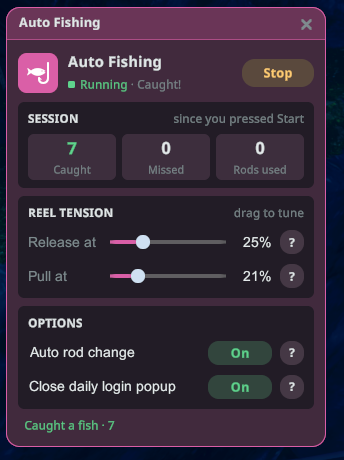 Auto Fishing
Auto Fishing
Running · Caught!
Stop
SESSION
since you pressed Start
7
0
0
Caught
Missed
Rods used
REEL TENSION
drag to tune
Release at
25%
?
Pull at
21%
?
OPTIONS
Auto rod change
On
?
Close daily login popup
On
?
Caught a fish · 7